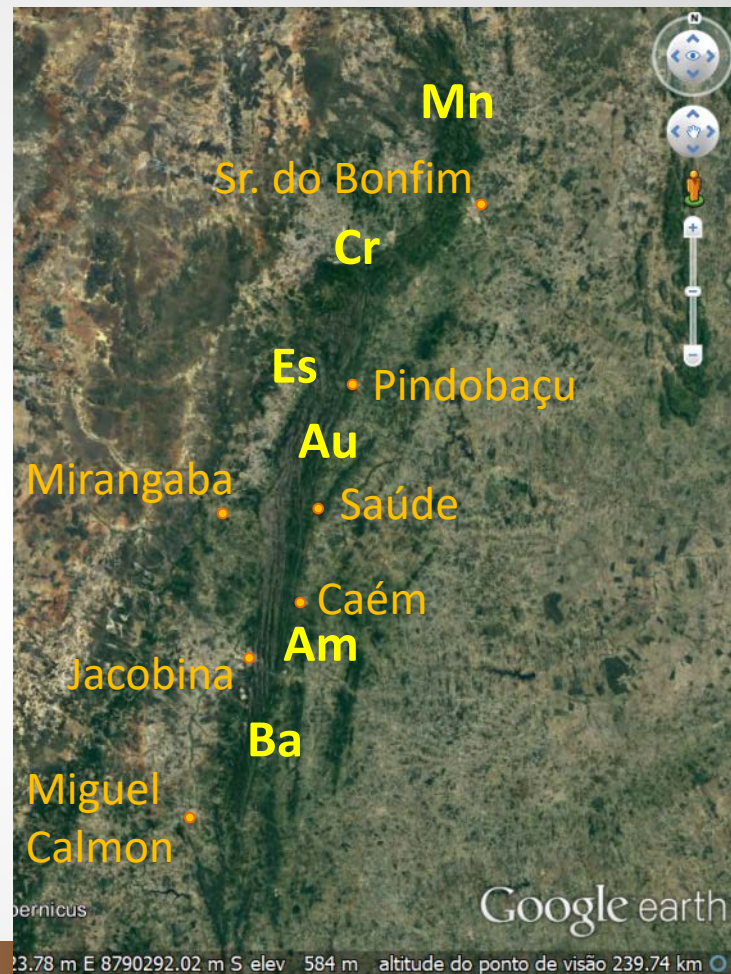 N
Mn
Sr. do Bonfim
Cr
Es
Pindobaçu
Au
Mirangaba
Saúde
Caém
Am
Jacobina
Ba
Miguel
Calmon
Google earth
23.78 m E 8790292.02 m S elev 584 m altitude do ponto de visão 239.74 km